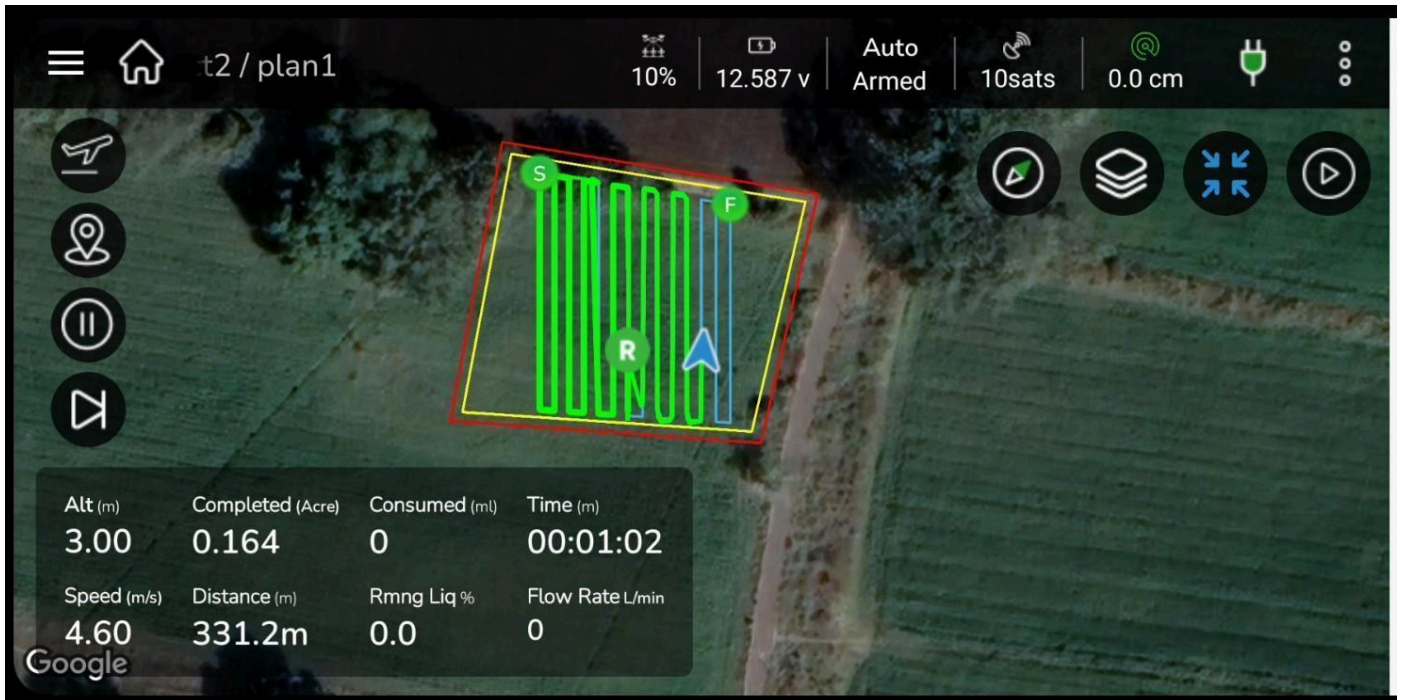 t2 / plan1
10%
12.587 v
Auto
Armed
10sats
0.0 cm
S
F
R
Alt (m) Completed (Acre) Consumed (ml) Time (m)
3.00 0.164 0 00:01:02
Speed (m/s) Distance (m) Rmng Liq % Flow Rate L/min
4.60 331.2m 0.0 0
Google